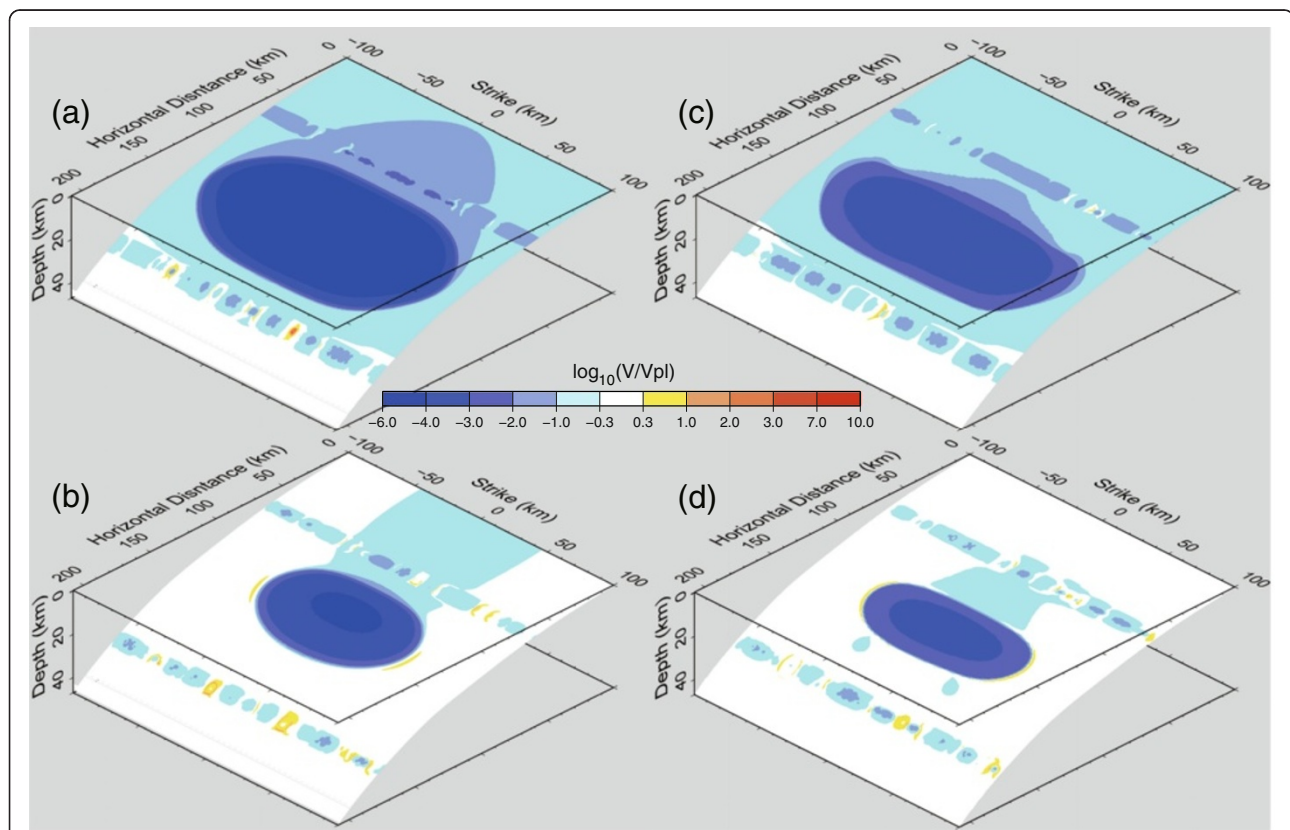 (a)
Horizontal Disntance (km)
200
150
100
50
0
−100
−50
0
50
100
Strike (km)
Depth (km)
0
20
40
(c)
Horizontal Distance (km)
200
150
100
50
0
−100
−50
0
50
100
Strike (km)
Depth (km)
0
20
40
log10(V/Vpl)
−6.0 −4.0 −3.0 −2.0 −1.0 −0.3 0.3 1.0 2.0 3.0 7.0 10.0
(b)
Horizontal Disntance (km)
200
150
100
50
0
−100
−50
0
50
100
Strike (km)
Depth (km)
0
20
40
(d)
Horizontal Distance (km)
200
150
100
50
0
−100
−50
0
50
100
Strike (km)
Depth (km)
0
20
40